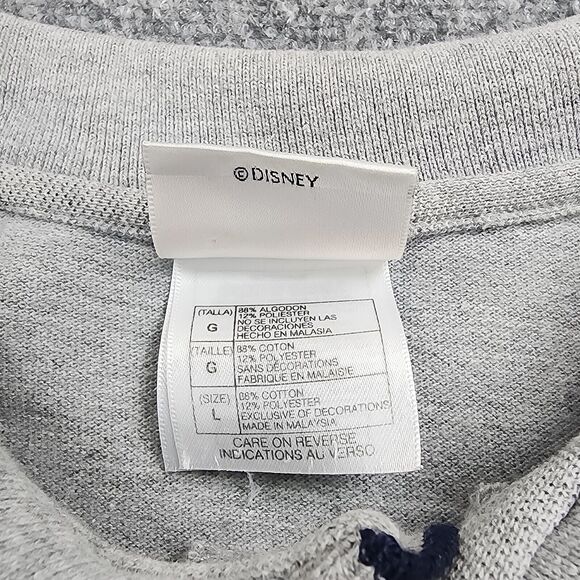 ©DISNEY
(TALLA) 88% ALGODON
G 12% POLIESTER
NO SE INCLUYEN LAS
DECORACIONES
HECHO EN MALASIA
(TAILLE) 88% COTON
G 12% POLYESTER
SANS DÉCORATIONS
FABRIQUE EN MALAISIE
(SIZE) 88% COTTON
L 12% POLYESTER
EXCLUSIVE OF DECORATIONS
MADE IN MALAYSIA
CARE ON REVERSE
INDICATIONS AU VERSO